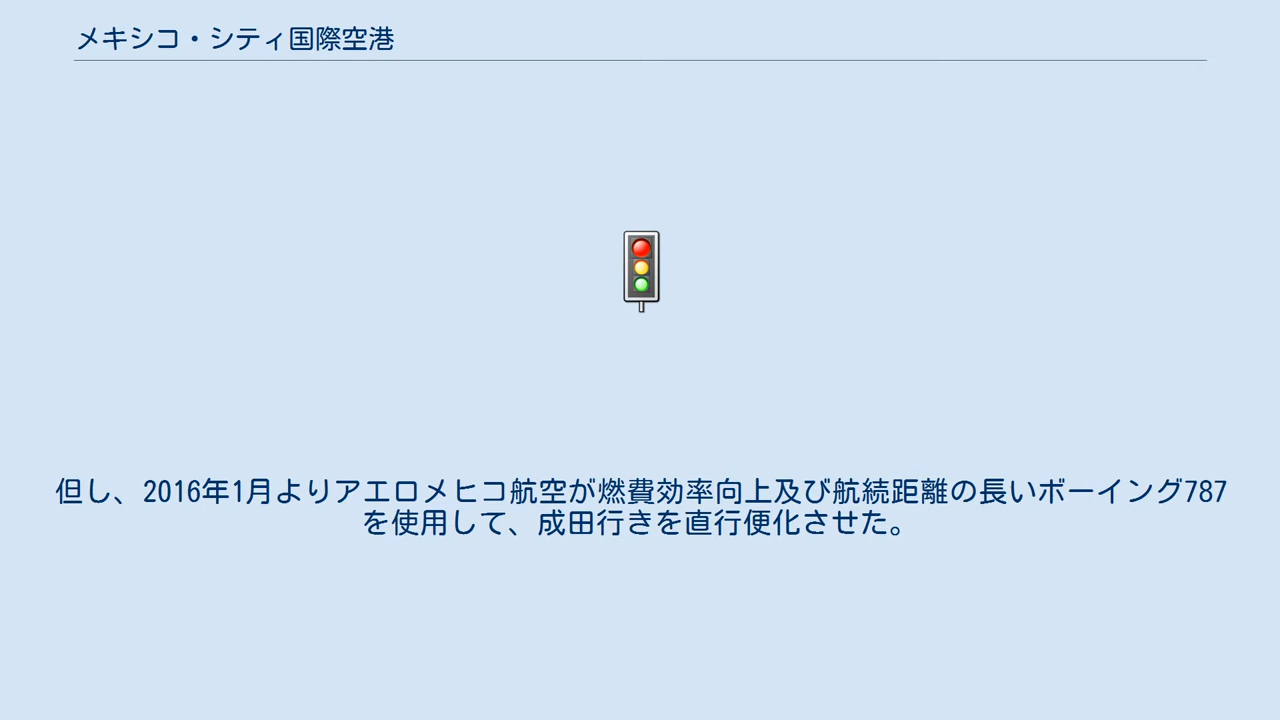 メキシコ・シティ国際空港
但し、2016年1月よりアエロメヒコ航空が燃費効率向上及び航続距離の長いボーイング787
を使用して、成田行きを直行便化させた。